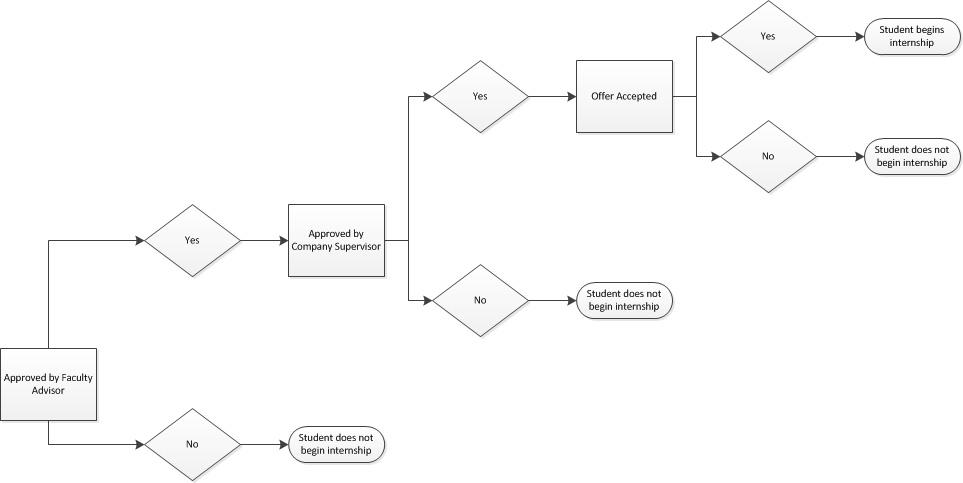 Yes
Student begins
internship
Yes
Offer Accepted
No
Student does not
begin internship
Yes
Approved by
Company Supervisor
No
Student does not
begin internship
Approved by Faculty
Advisor
No
Student does not
begin internship